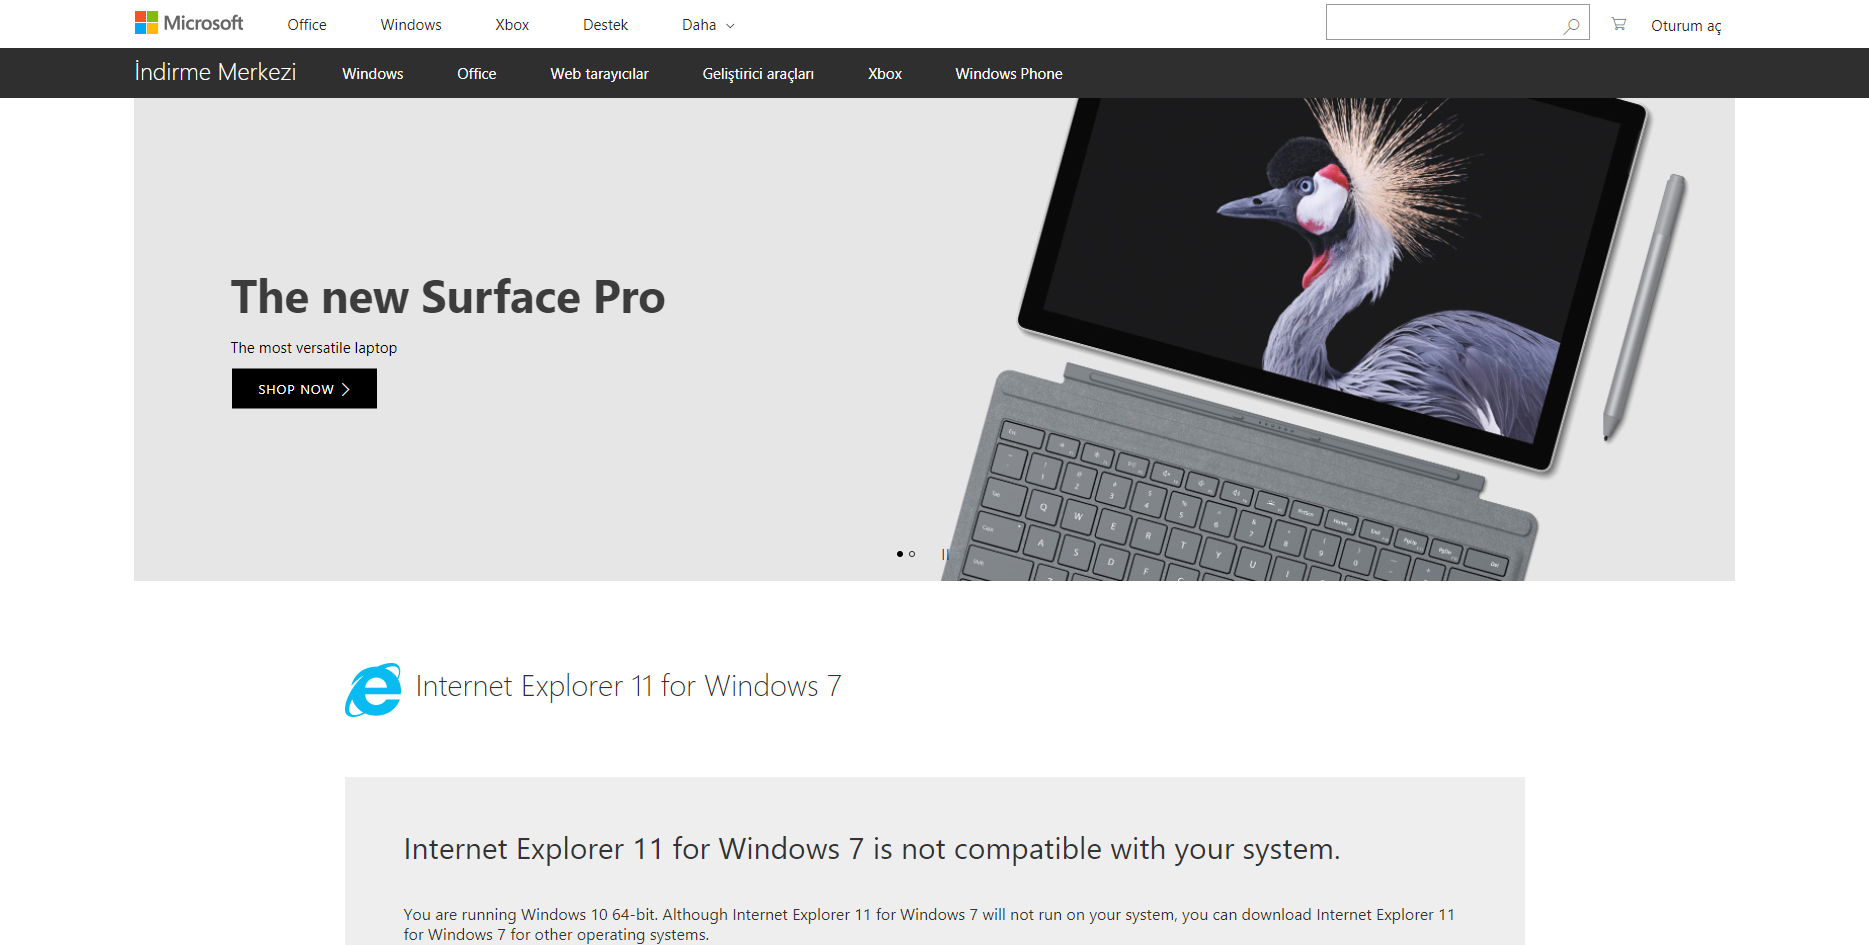 Microsoft
Office
Windows
Xbox
Destek
Daha
Oturum aç
İndirme Merkezi
Windows
Office
Web tarayıcılar
Geliştirici araçları
Xbox
Windows Phone
The new Surface Pro
The most versatile laptop
SHOP NOW
Internet Explorer 11 for Windows 7
Internet Explorer 11 for Windows 7 is not compatible with your system.
You are running Windows 10 64-bit. Although Internet Explorer 11 for Windows 7 will not run on your system, you can download Internet Explorer 11
for Windows 7 for other operating systems.